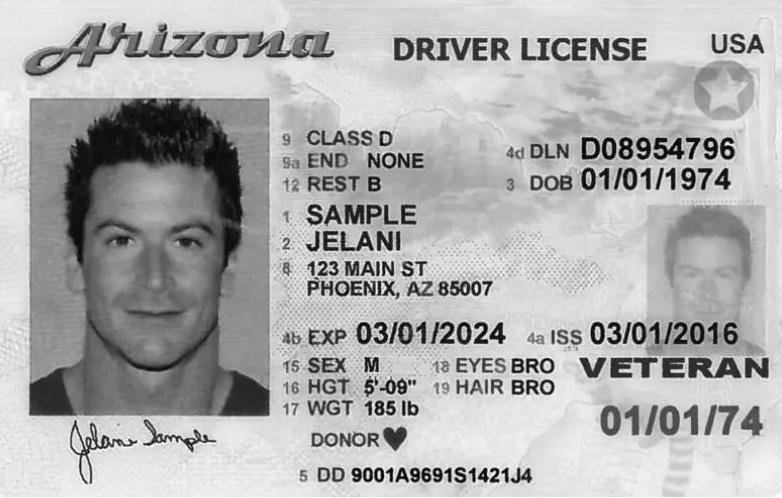 Arizona DRIVER LICENSE USA
9 CLASS D
9a END NONE
4d DLN D08954796
12 REST B
3 DOB 01/01/1974
1 SAMPLE
2 JELANI
8 123 MAIN ST
PHOENIX, AZ 85007
4b EXP 03/01/2024 4a ISS 03/01/2016
15 SEX M 18 EYES BRO VETERAN
16 HGT 5'-09" 19 HAIR BRO
17 WGT 185 lb 01/01/74
DONOR
Jelani Sample
5 DD 9001A9691S1421J4